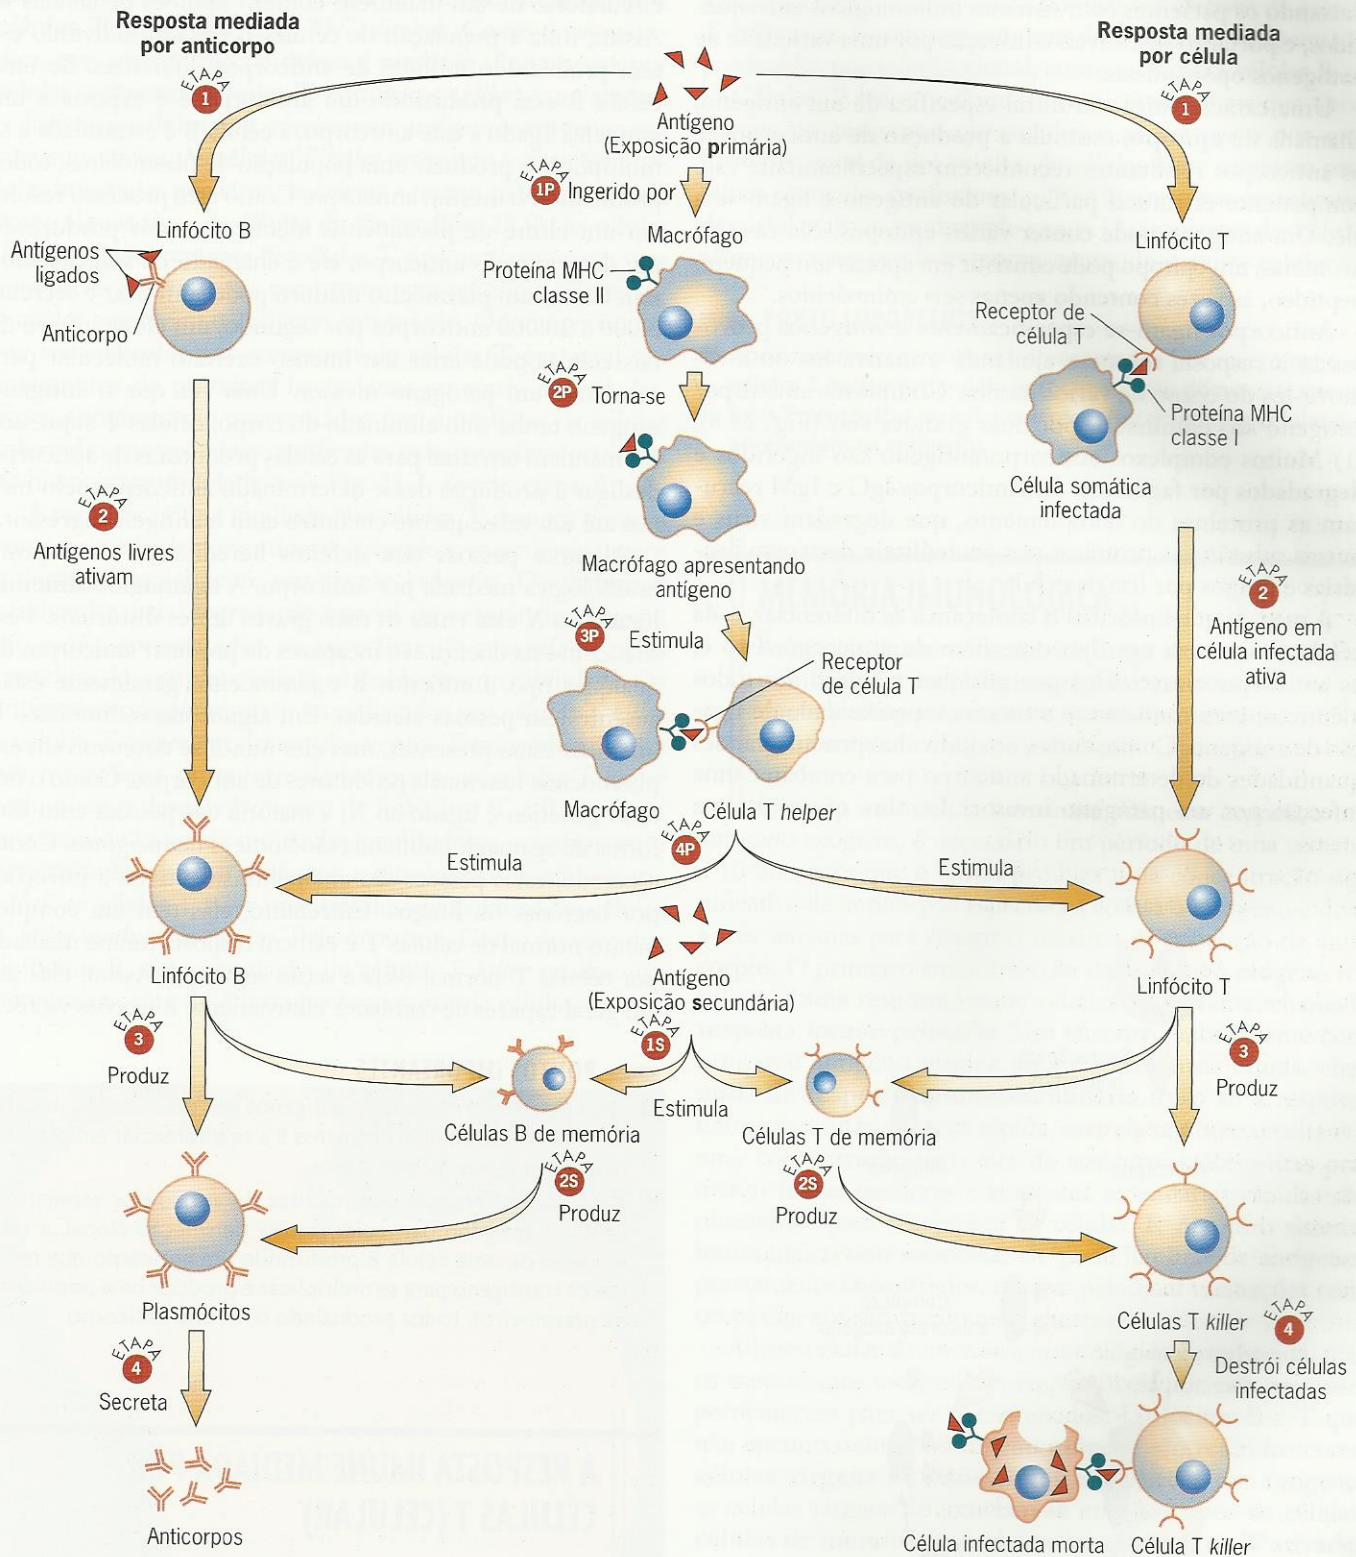 Resposta mediada
por anticorpo
ETAPA
1
Antígeno
(Exposição primária)
Resposta mediada
por célula
ETAPA
1
ETAPA
1P
Ingerido por
Linfócito B
Antígenos
ligados
Anticorpo
Macrófago
Proteína MHC
classe II
Linfócito T
Receptor de
célula T
Proteína MHC
classe I
Célula somática
infectada
ETAPA
2P
Torna-se
Macrófago apresentando
antígeno
ETAPA
2
Antígenos livres
ativam
ETAPA
2
Antígeno em
célula infectada
ativa
ETAPA
3P
Estimula
Receptor
de célula T
Macrófago
Célula T helper
ETAPA
4P
Estimula
Estimula
Linfócito B
Antígeno
(Exposição secundária)
Linfócito T
ETAPA
3
Produz
ETAPA
1S
Estimula
ETAPA
3
Produz
Células B de memória
Células T de memória
ETAPA
2S
Produz
ETAPA
2S
Produz
Plasmócitos
Células T killer
ETAPA
4
Secreta
ETAPA
4
Destrói células
infectadas
Anticorpos
Célula infectada morta
Célula T killer